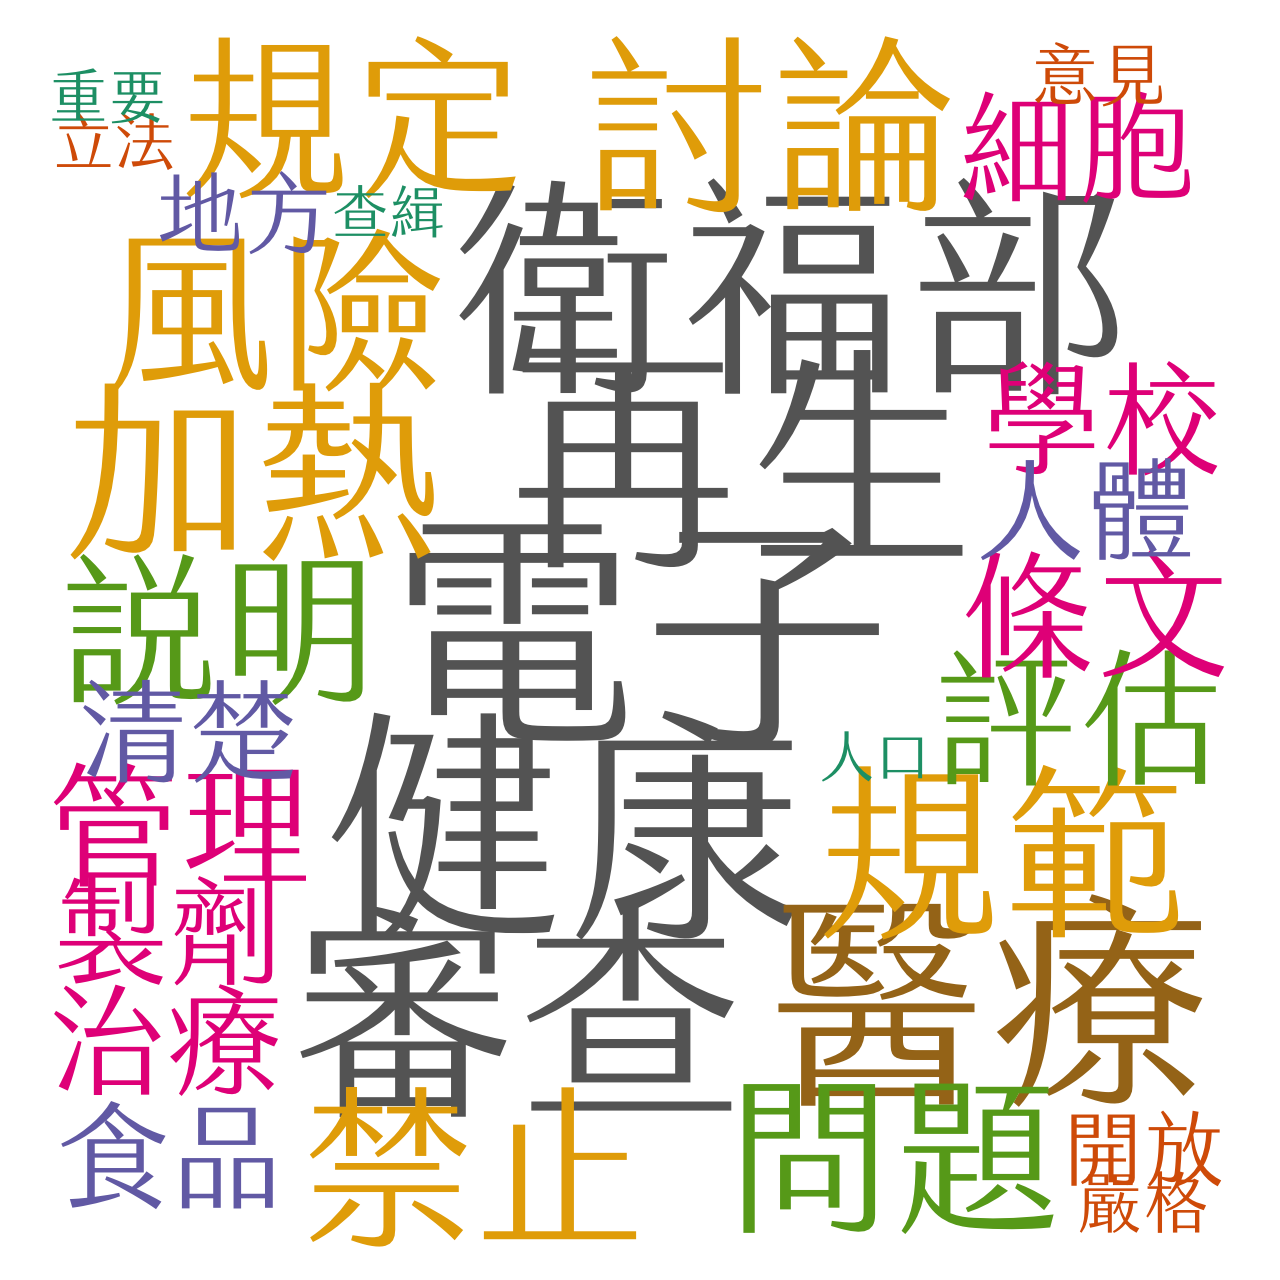 重要
規定
討論
意見
立法
細胞
地方
查緝
衛福部
風險
再生
學校
加熱
人體
電子
說明
條文
評估
清楚
健康
人口
管理
規範
製劑
審查
醫療
治療
食品
禁止
問題
開放
嚴格